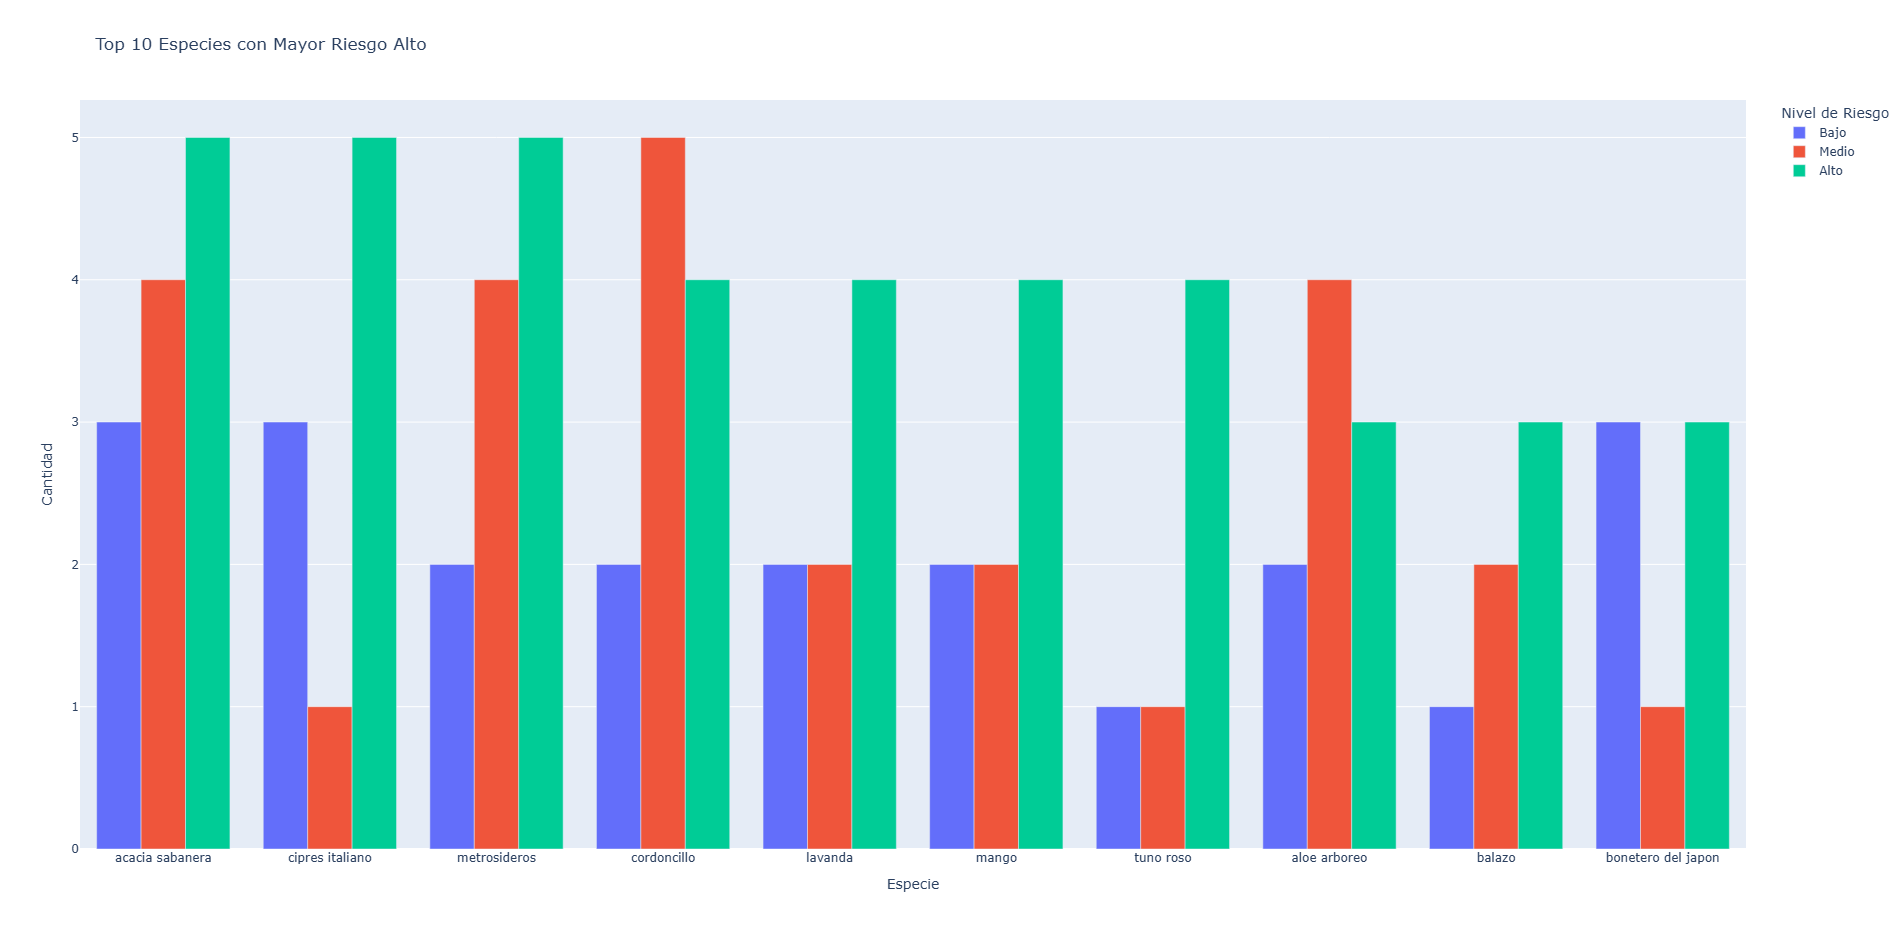 Top 10 Especies con Mayor Riesgo Alto
Nivel de Riesgo
Bajo
Medio
Alto
Cantidad
5
4
3
2
1
0
acacia sabanera
cipres italiano
metrosideros
cordoncillo
lavanda
mango
tuno roso
aloe arboreo
balazo
bonetero del japon
Especie